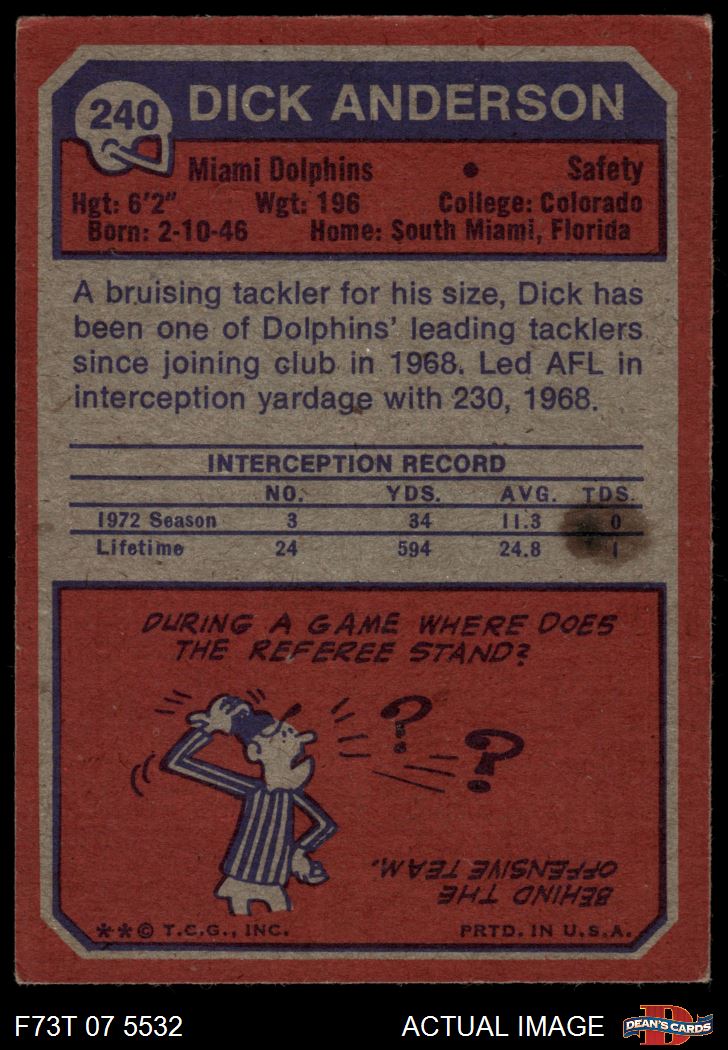 240
DICK ANDERSON
Miami Dolphins • Safety
Hgt: 6'2" Wgt: 196 College: Colorado
Born: 2-10-46 Home: South Miami, Florida
A bruising tackler for his size, Dick has
been one of Dolphins' leading tacklers
since joining club in 1968. Led AFL in
interception yardage with 230, 1968.
INTERCEPTION RECORD
NO. YDS. AVG. TDS.
1972 Season 3 34 11.3 0
Lifetime 24 594 24.8 1
DURING A GAME WHERE DOES
THE REFEREE STAND?
? ?
BEHIND THE
OFFENSIVE TEAM.
**© T.C.G., INC. PRTD. IN U.S.A.
F73T 07 5532 ACTUAL IMAGE
D
DEAN'S CARDS